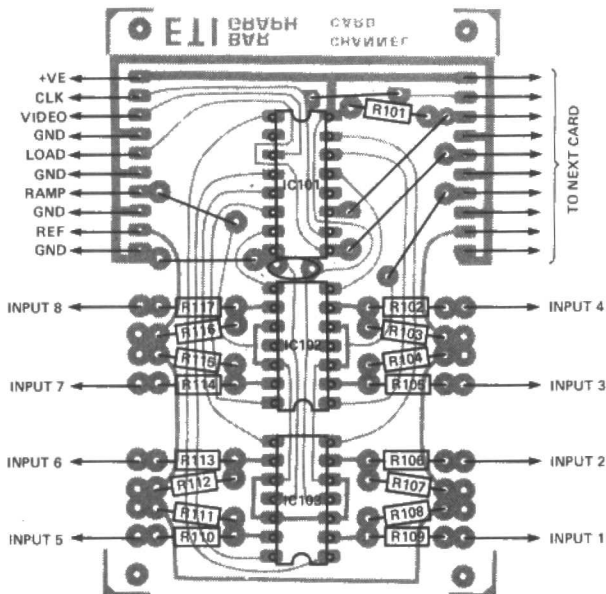 ETI GRAPH CARD
BAR CHANNEL
+VE
CLK
VIDEO
GND
LOAD
GND
RAMP
GND
REF
GND
R101
IC101
TO NEXT CARD
INPUT 8
R117
R102
INPUT 4
R116
R103
IC102
R115
R104
INPUT 7
R114
R105
INPUT 3
INPUT 6
R113
R106
INPUT 2
R112
R107
IC103
R111
R108
INPUT 5
R110
R109
INPUT 1